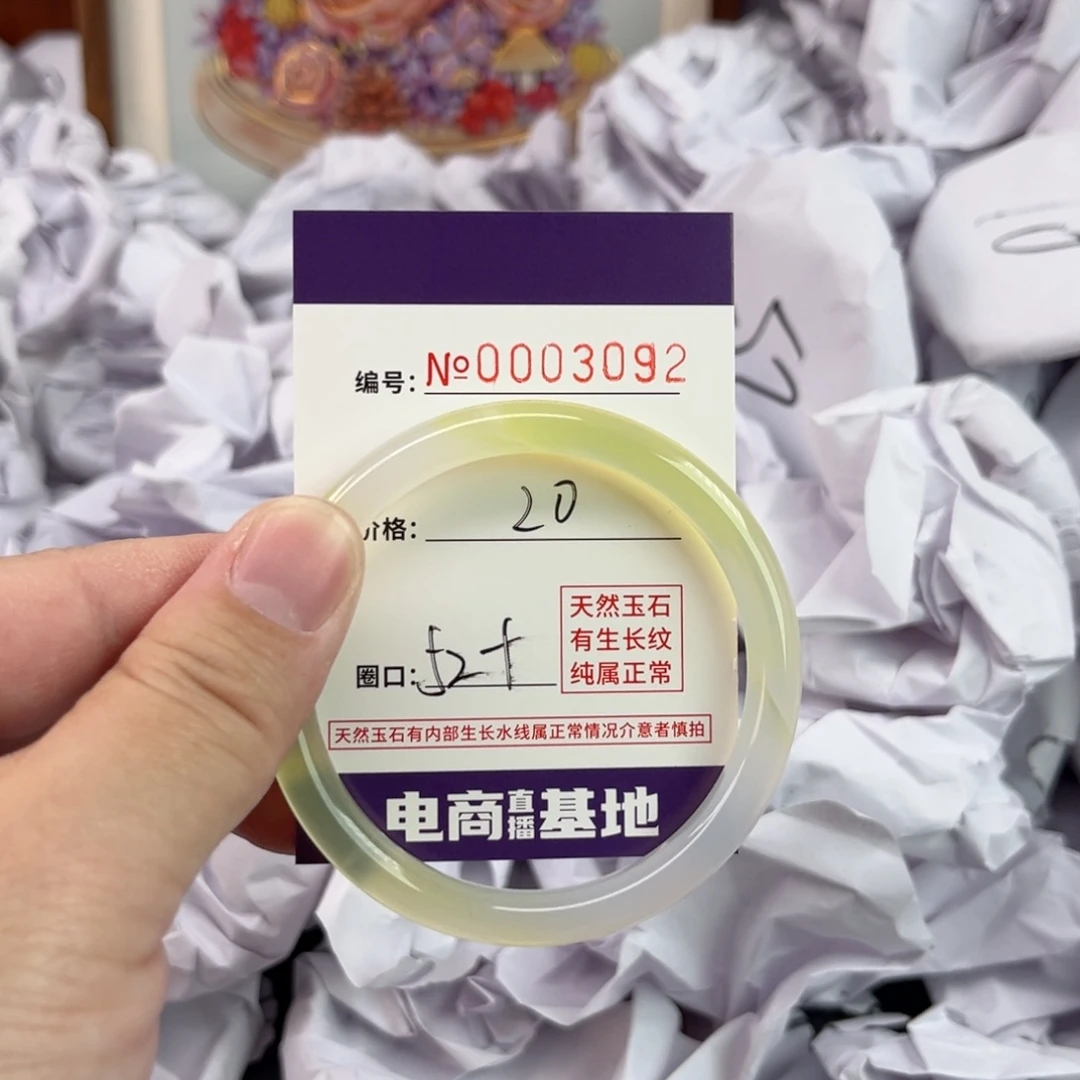 编号: №0003092
价格: 20
圈口: 52+
天然玉石
有生长纹
纯属正常
天然玉石有内部生长水线属正常情况介意者慎拍
电商直播基地